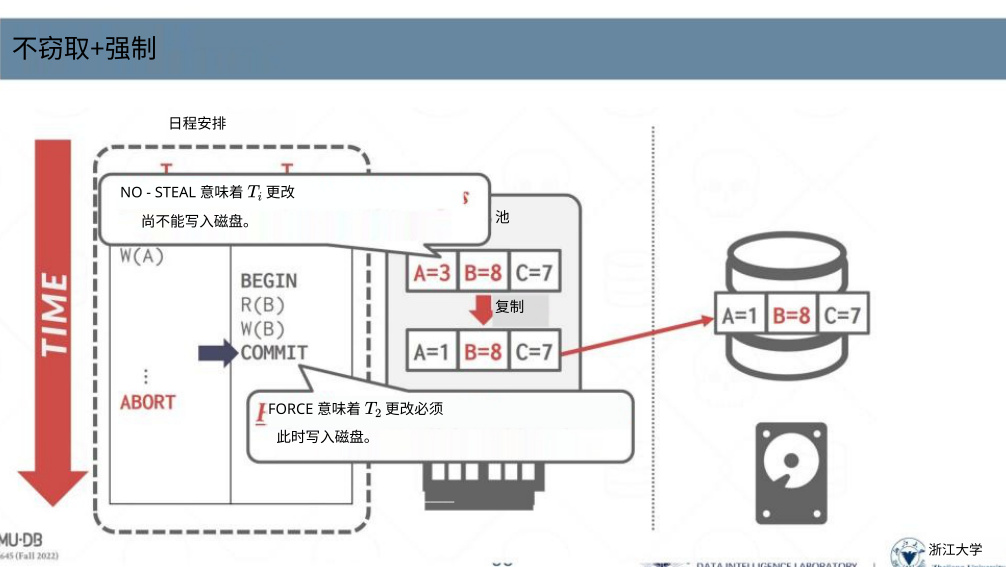 不窃取+强制
日程安排
NO - STEAL 意味着 T_i 更改
尚不能写入磁盘。
池
TIME
W(A)
BEGIN
R(B)
W(B)
COMMIT
⋮
ABORT
A=3 B=8 C=7
复制
A=1 B=8 C=7
A=1 B=8 C=7
FORCE 意味着 T_2 更改必须
此时写入磁盘。
MU·DB
645 (Fall 2022)
DATA INTELLIGENCE LABORATORY
浙江大学